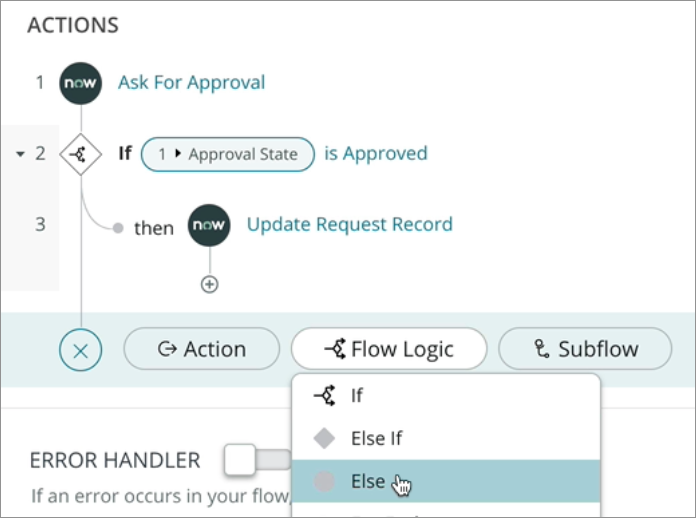 ACTIONS
1 now Ask For Approval
2 If 1 ▸ Approval State is Approved
3 then now Update Request Record
Action Flow Logic Subflow
If
Else If
ERROR HANDLER
Else
If an error occurs in your flow,